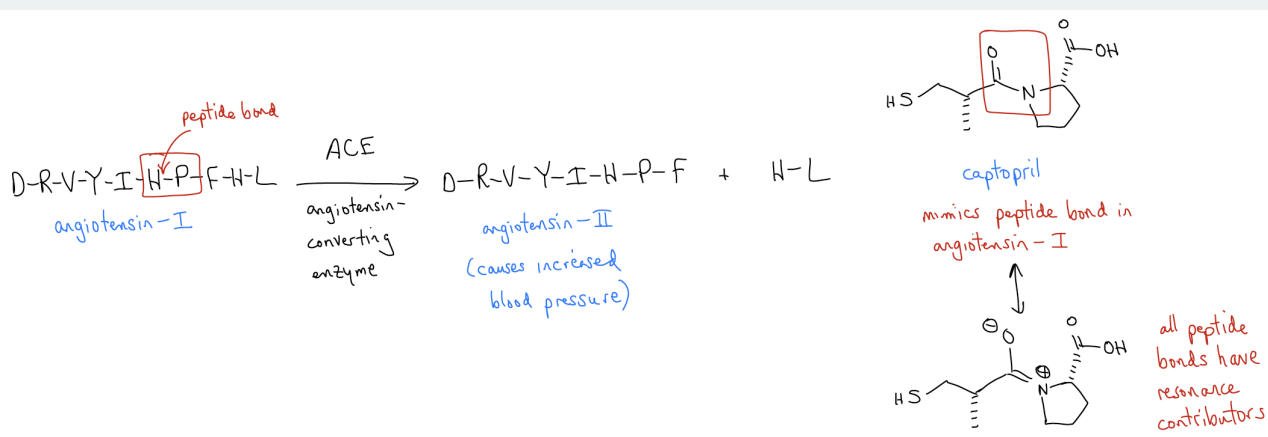 peptide bond
D-R-V-Y-I-H-P-F-H-L
angiotensin-I
ACE
angiotensin-
converting
enzyme
D-R-V-Y-I-H-P-F + H-L
angiotensin-II
(causes increased
blood pressure)
O
O
OH
HS
N
captopril
mimics peptide bond in
angiotensin-I
⊖
O
O
OH
⊕
HS
N
all peptide
bonds have
resonance
contributors